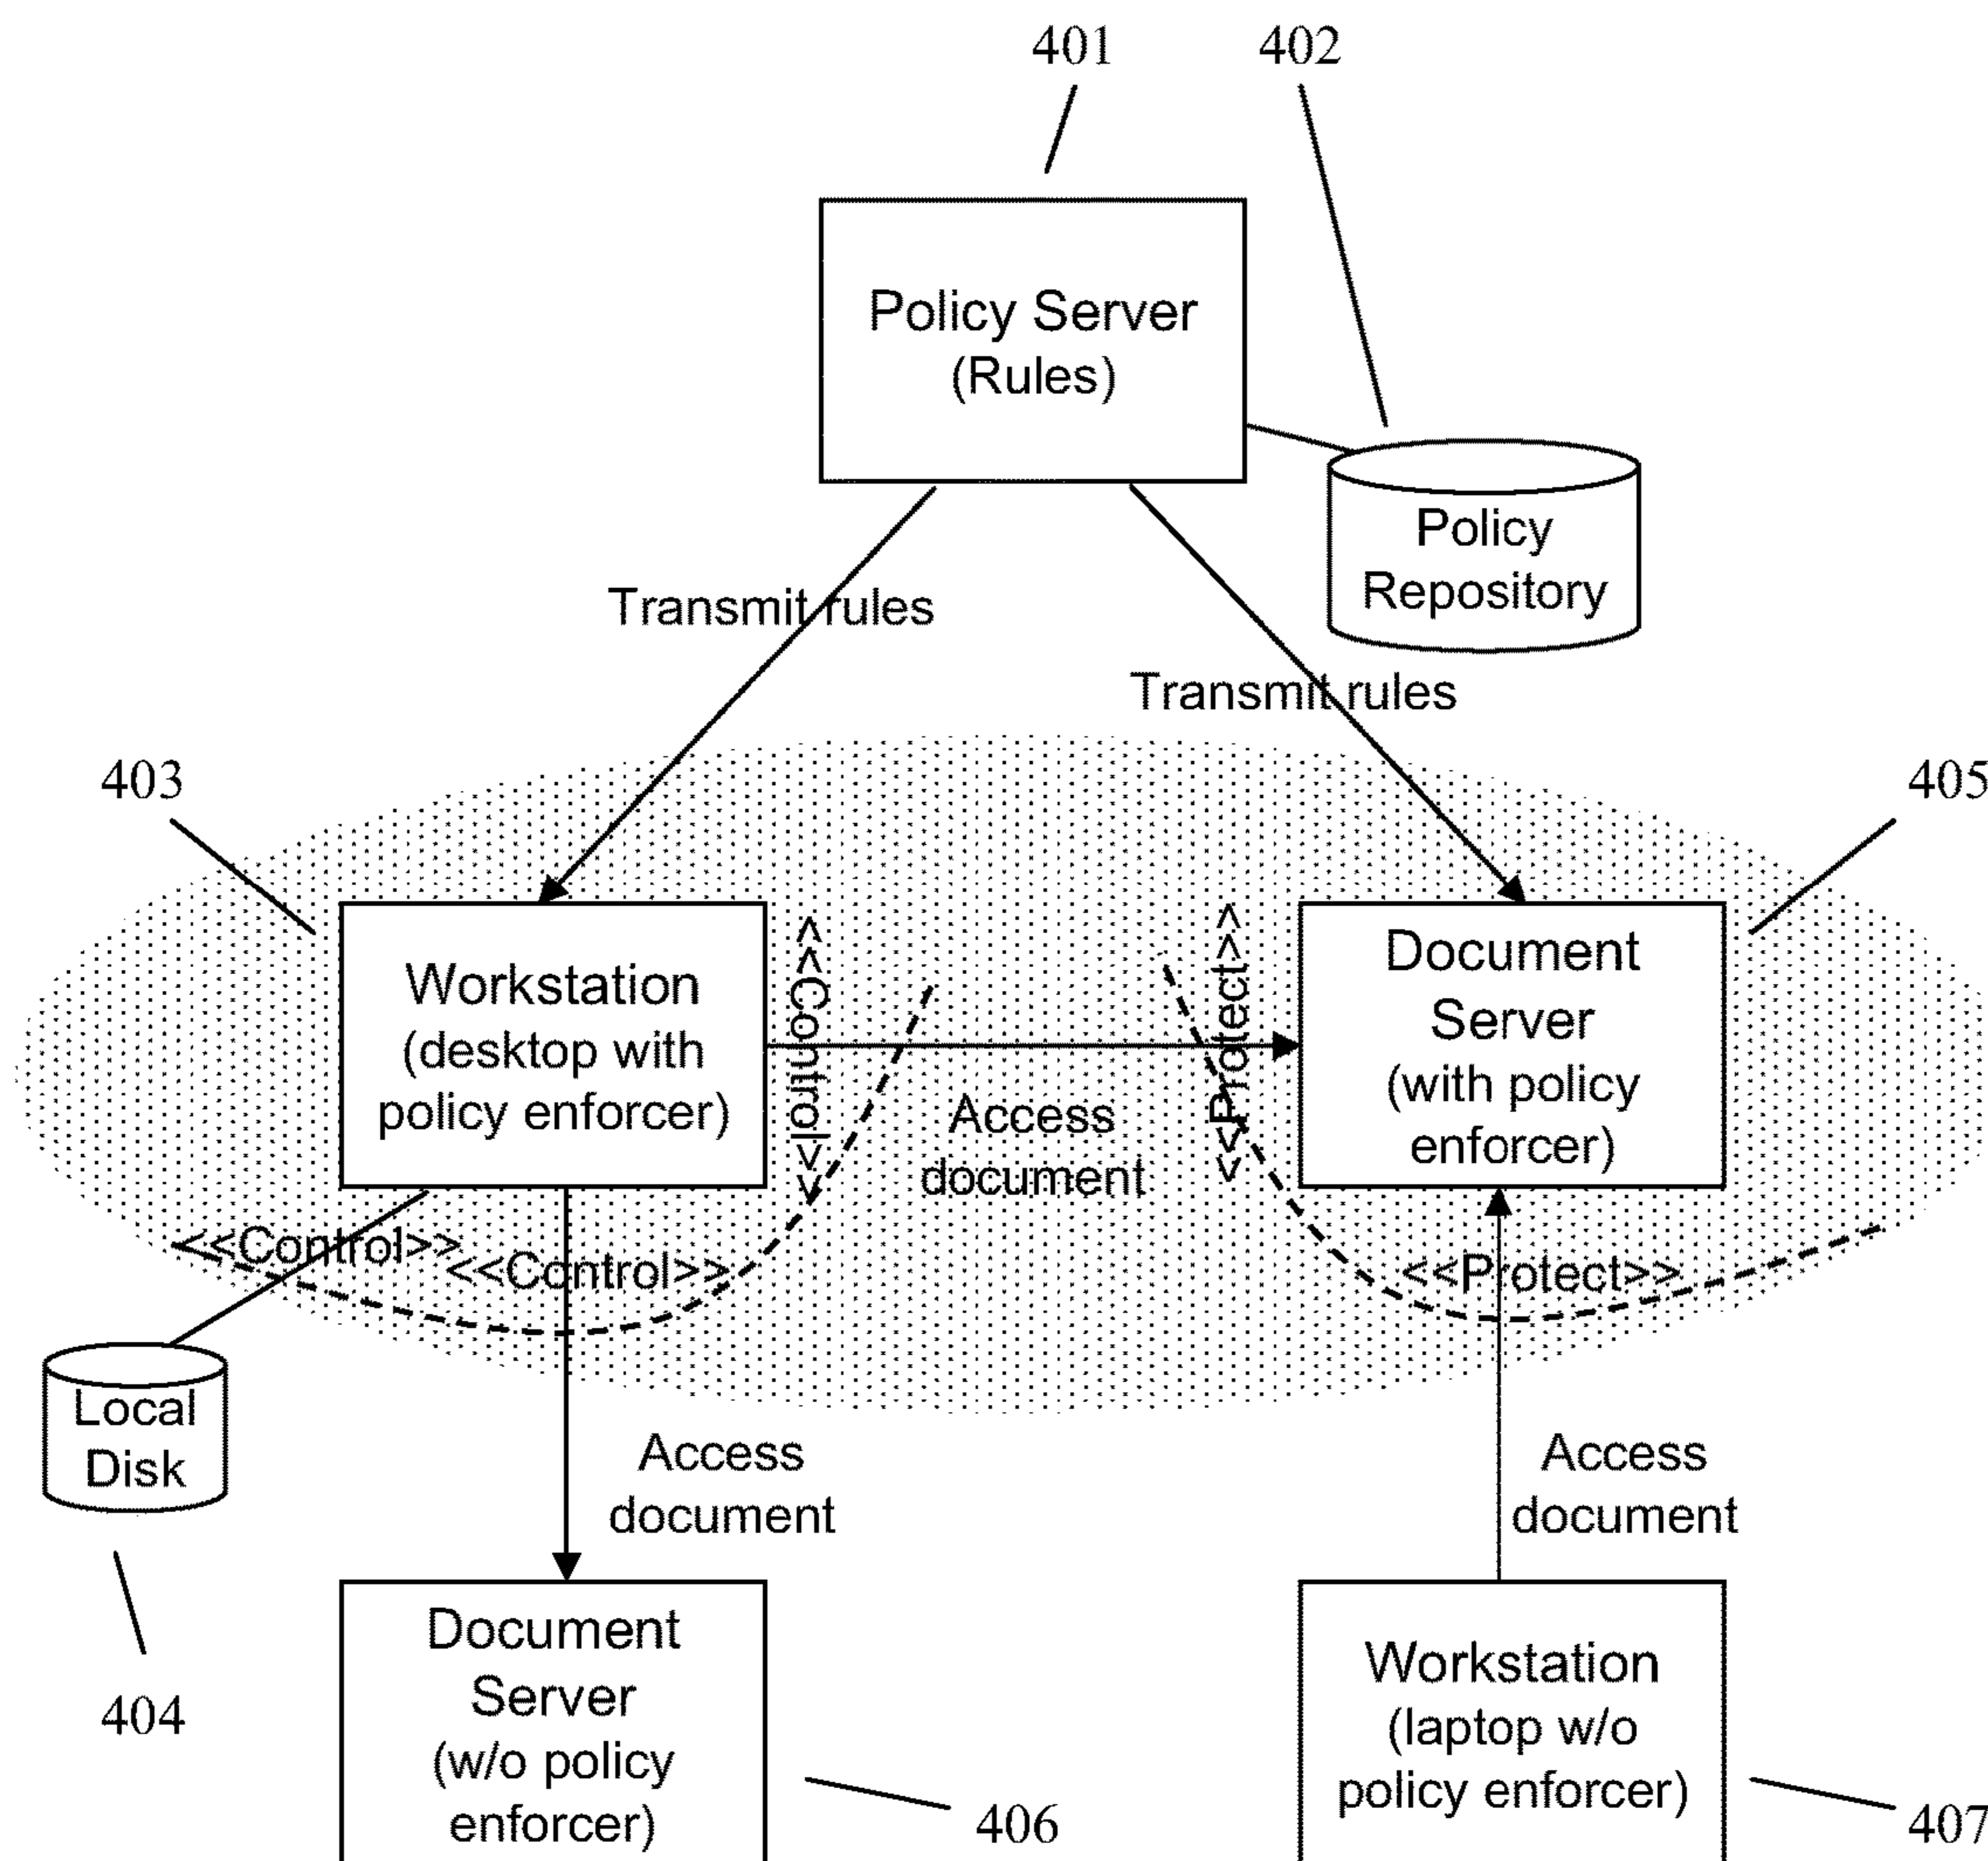 401
402
Policy Server
(Rules)
Policy
Repository
Transmit rules
Transmit rules
403
405
Workstation
(desktop with
policy enforcer)
<<Control>>
<<Protect>>
Document
Server
(with policy
enforcer)
Access
document
<<Control>>
<<Control>>
<<Protect>>
Local
Disk
Access
document
Access
document
404
Document
Server
(w/o policy
enforcer)
406
Workstation
(laptop w/o
policy enforcer)
407